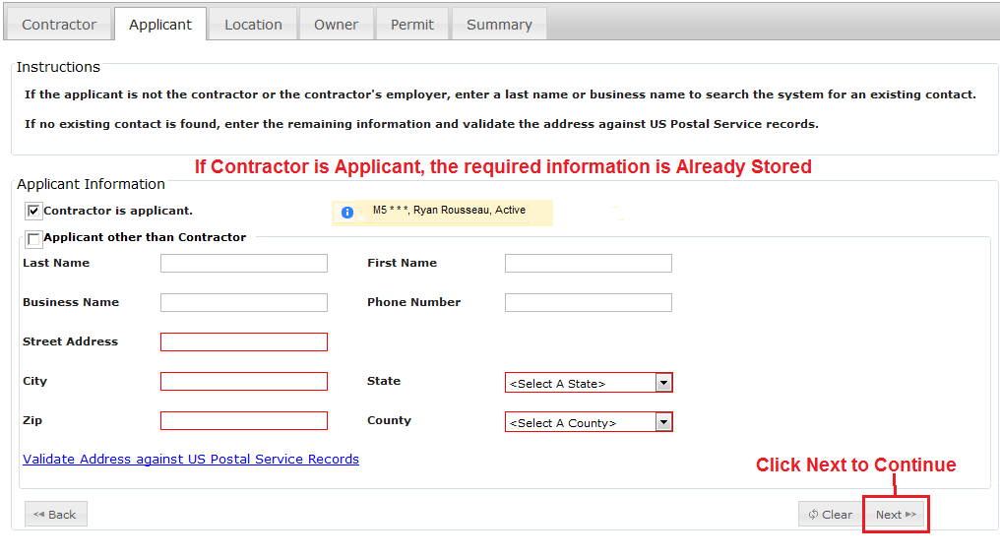 Contractor Applicant Location Owner Permit Summary
Instructions
If the applicant is not the contractor or the contractor's employer, enter a last name or business name to search the system for an existing contact.
If no existing contact is found, enter the remaining information and validate the address against US Postal Service records.
If Contractor is Applicant, the required information is Already Stored
Applicant Information
Contractor is applicant. M5 * * *, Ryan Rousseau, Active
Applicant other than Contractor
Last Name First Name
Business Name Phone Number
Street Address
City State <Select A State>
Zip County <Select A County>
Validate Address against US Postal Service Records
Click Next to Continue
Back Clear Next